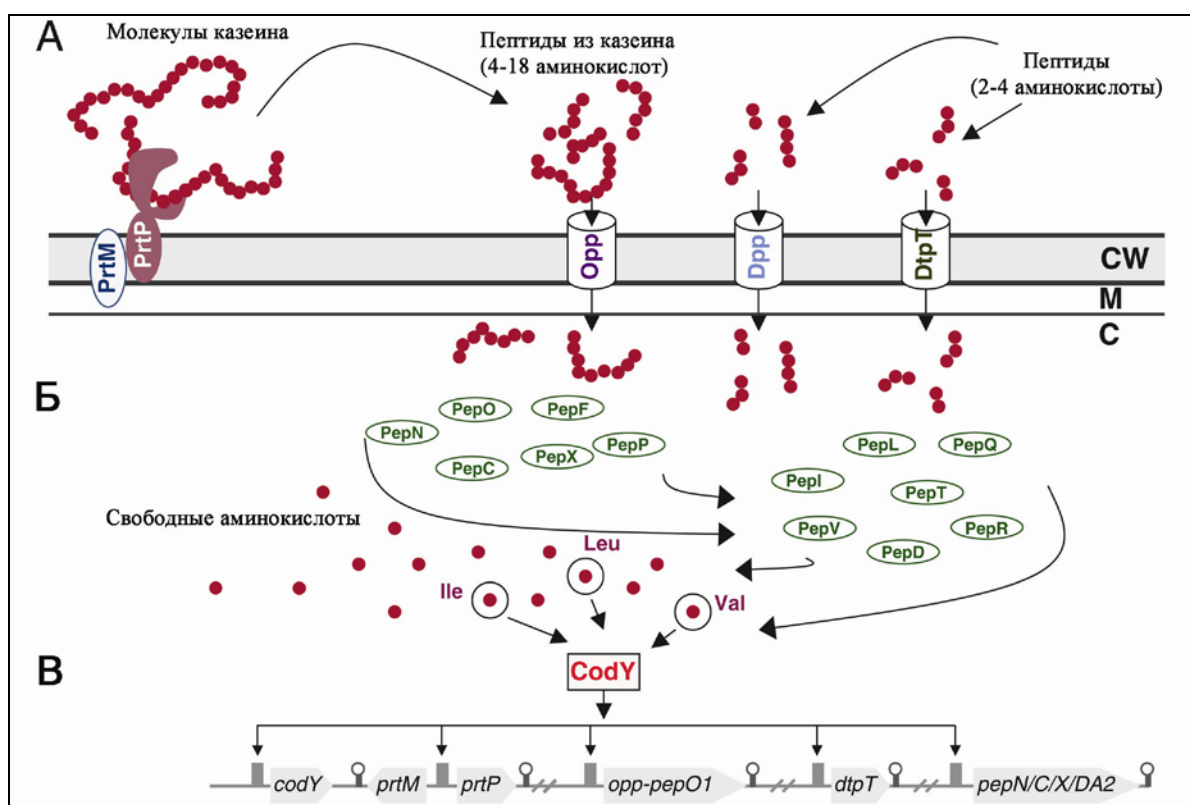 А
Молекулы казеина
Пептиды из казеина
(4-18 аминокислот)
Пептиды
(2-4 аминокислоты)
PrtM
PrtP
Opp
Dpp
DtpT
CW
M
C
Б
PepO
PepF
PepN
PepP
PepX
PepC
PepL
PepQ
PepI
PepT
PepV
PepR
PepD
Свободные аминокислоты
Leu
Ile
Val
В
CodY
codY
prtM
prtP
opp-pepO1
dtpT
pepN/C/X/DA2